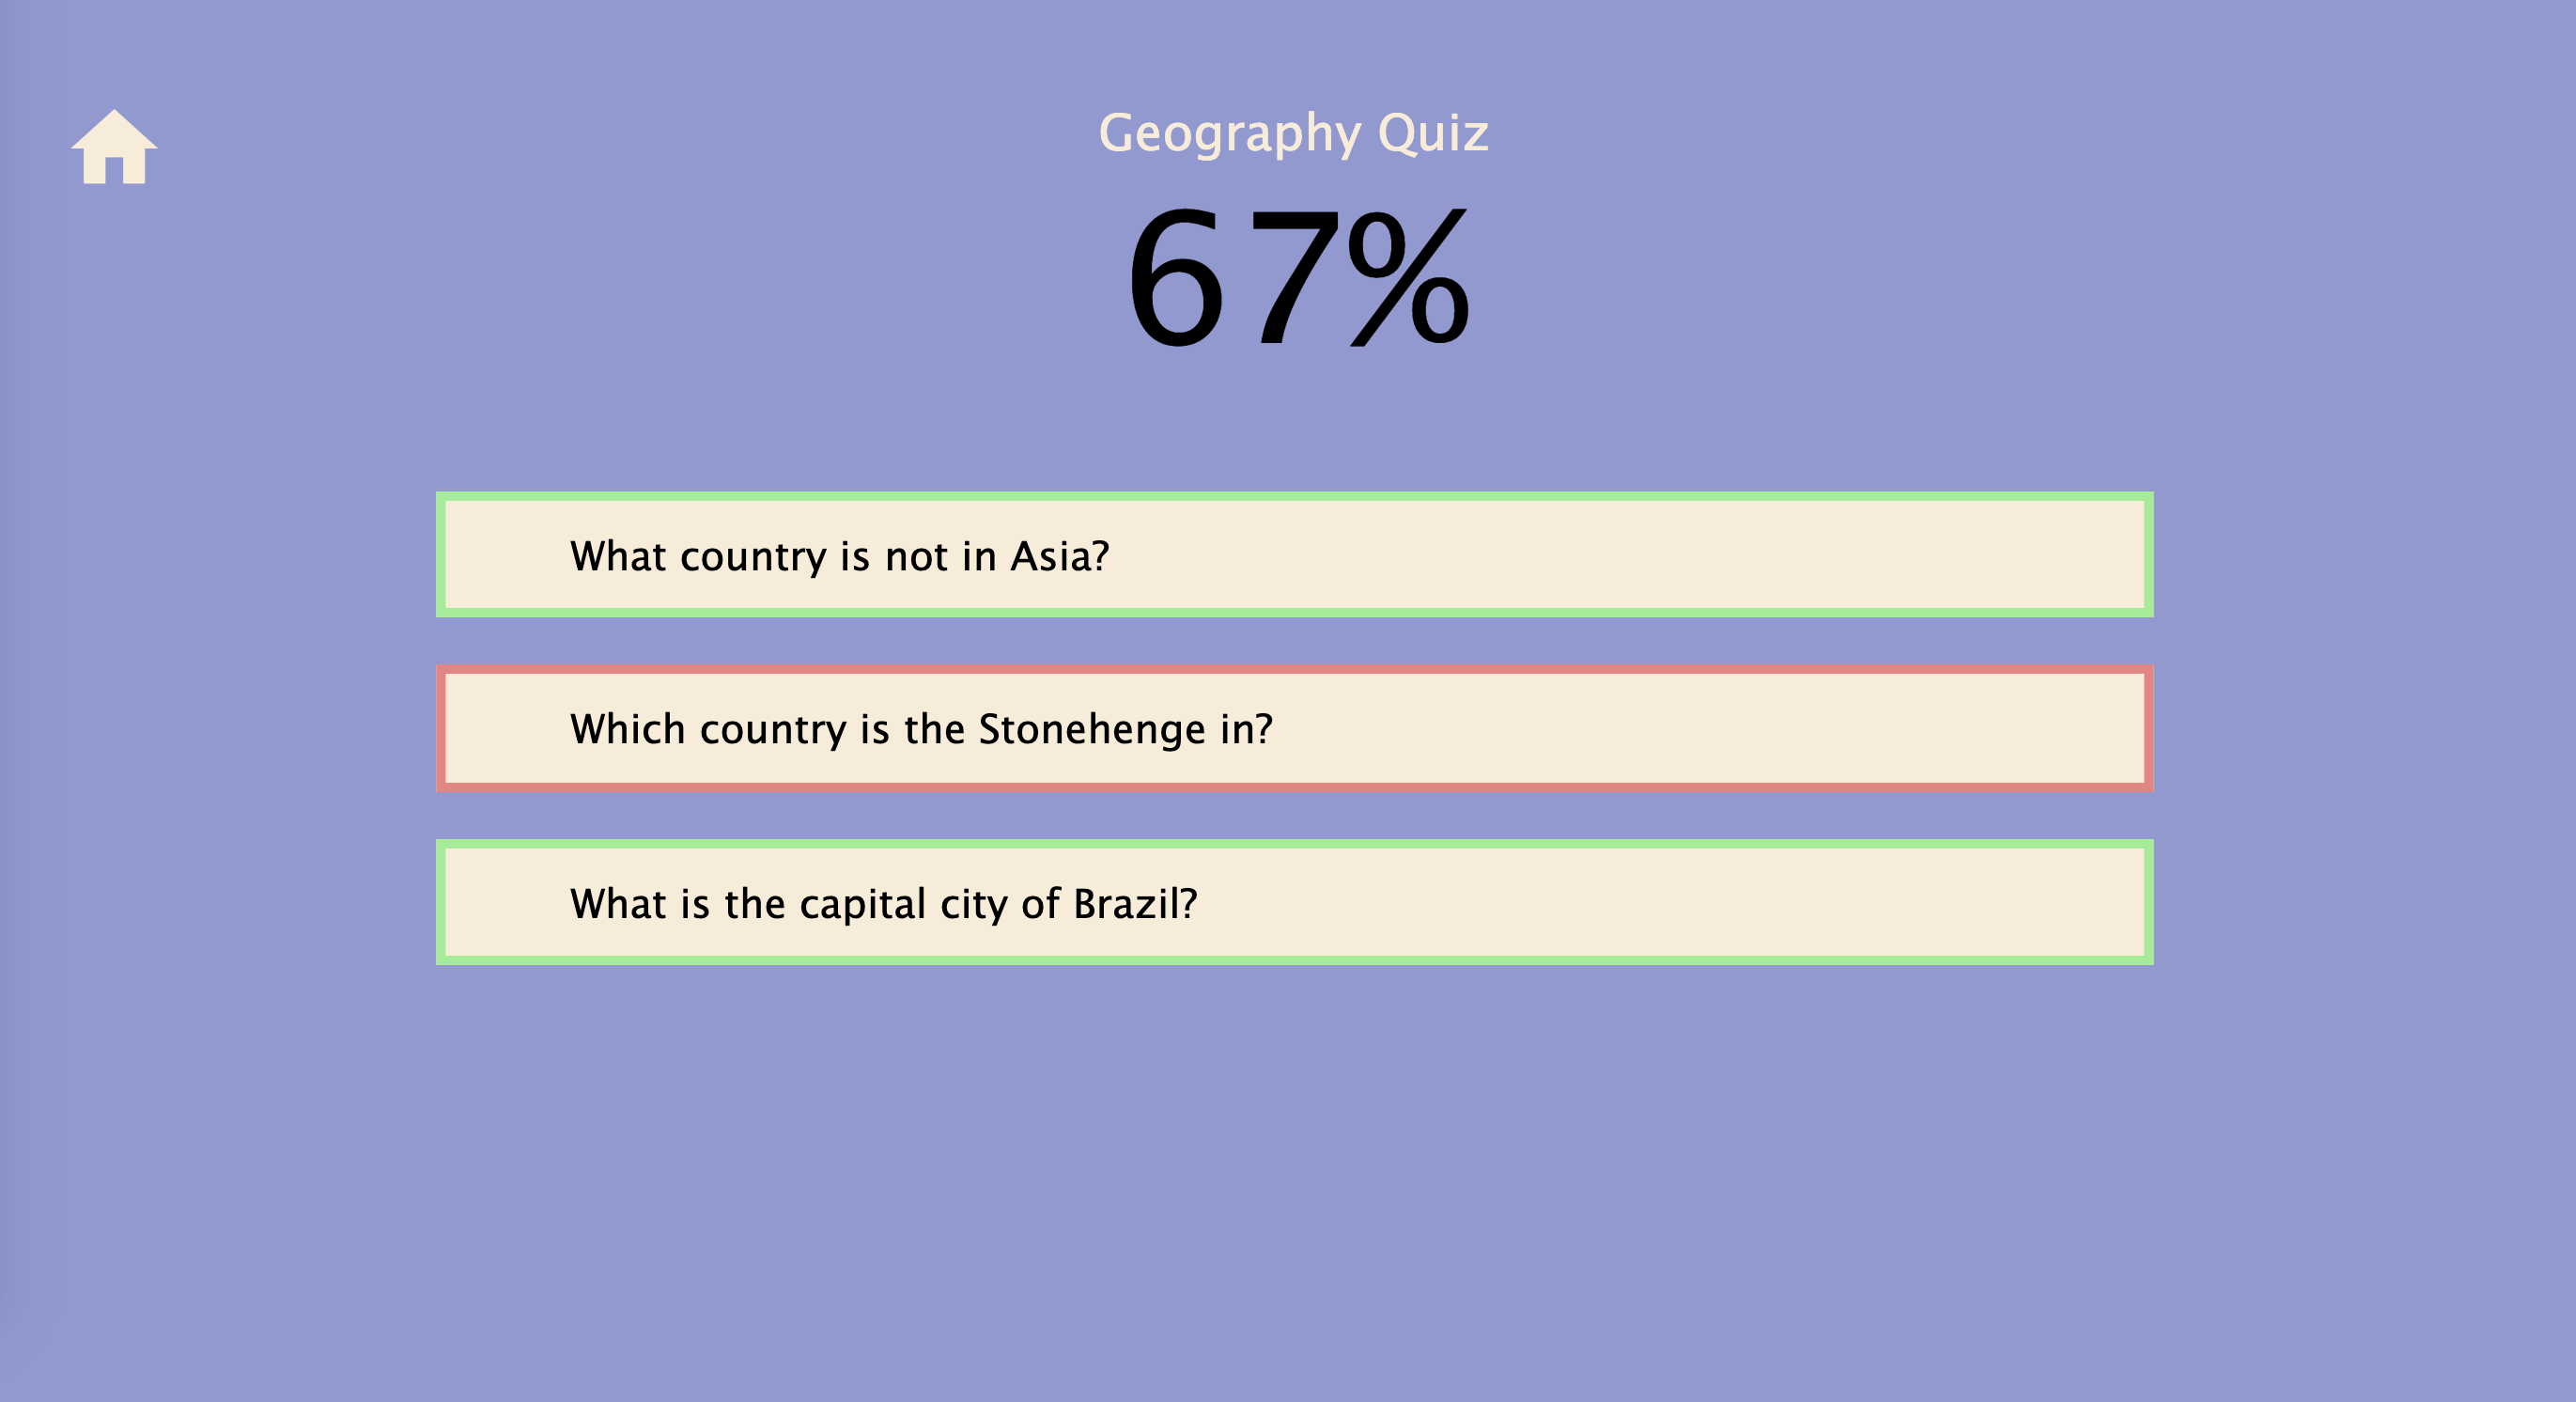 Geography Quiz
67%
What country is not in Asia?
Which country is the Stonehenge in?
What is the capital city of Brazil?